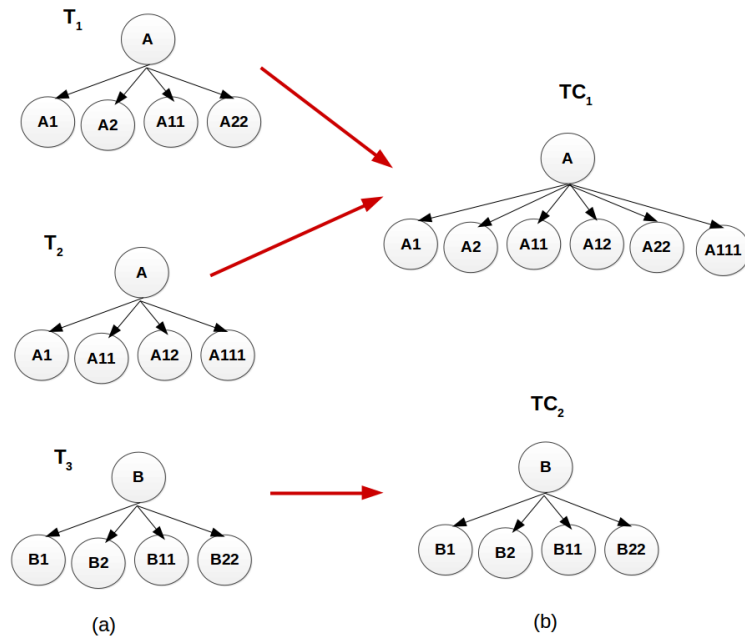 T1
A
A1 A2 A11 A22
TC1
A
A1 A2 A11 A12 A22 A111
T2
A
A1 A11 A12 A111
TC2
B
B1 B2 B11 B22
T3
B
B1 B2 B11 B22
(a) (b)